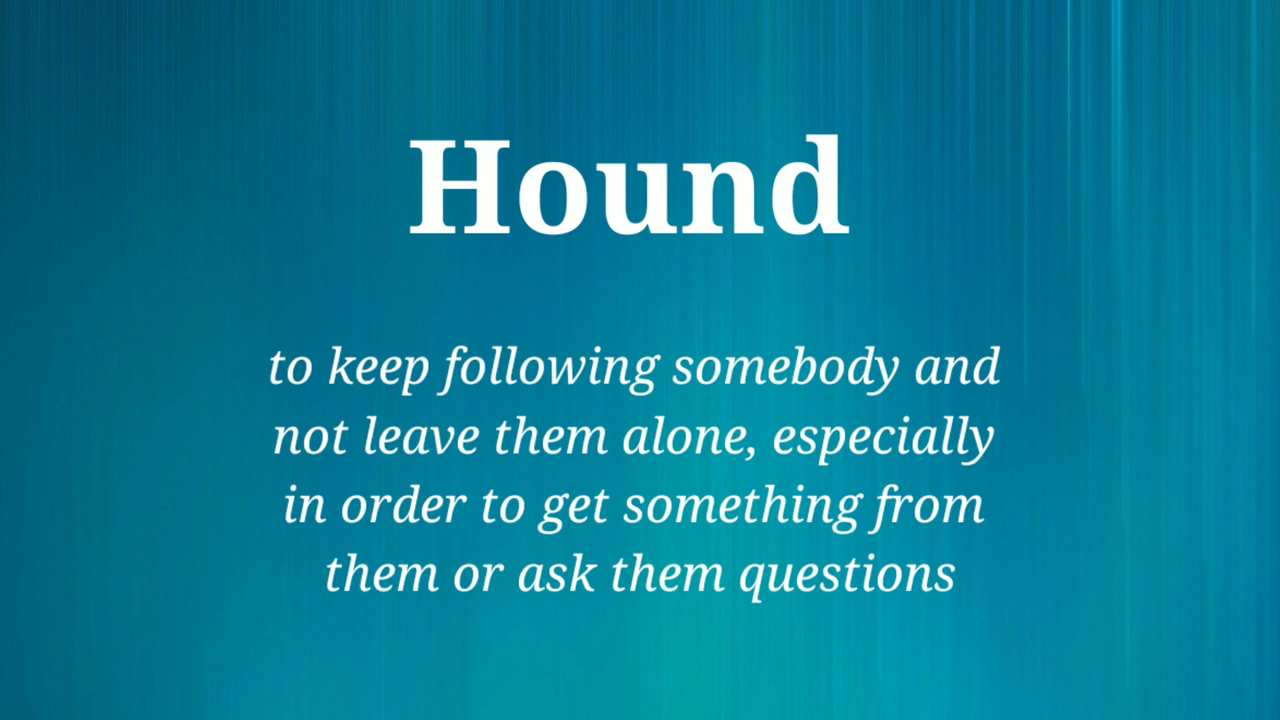 Hound
to keep following somebody and
not leave them alone, especially
in order to get something from
them or ask them questions